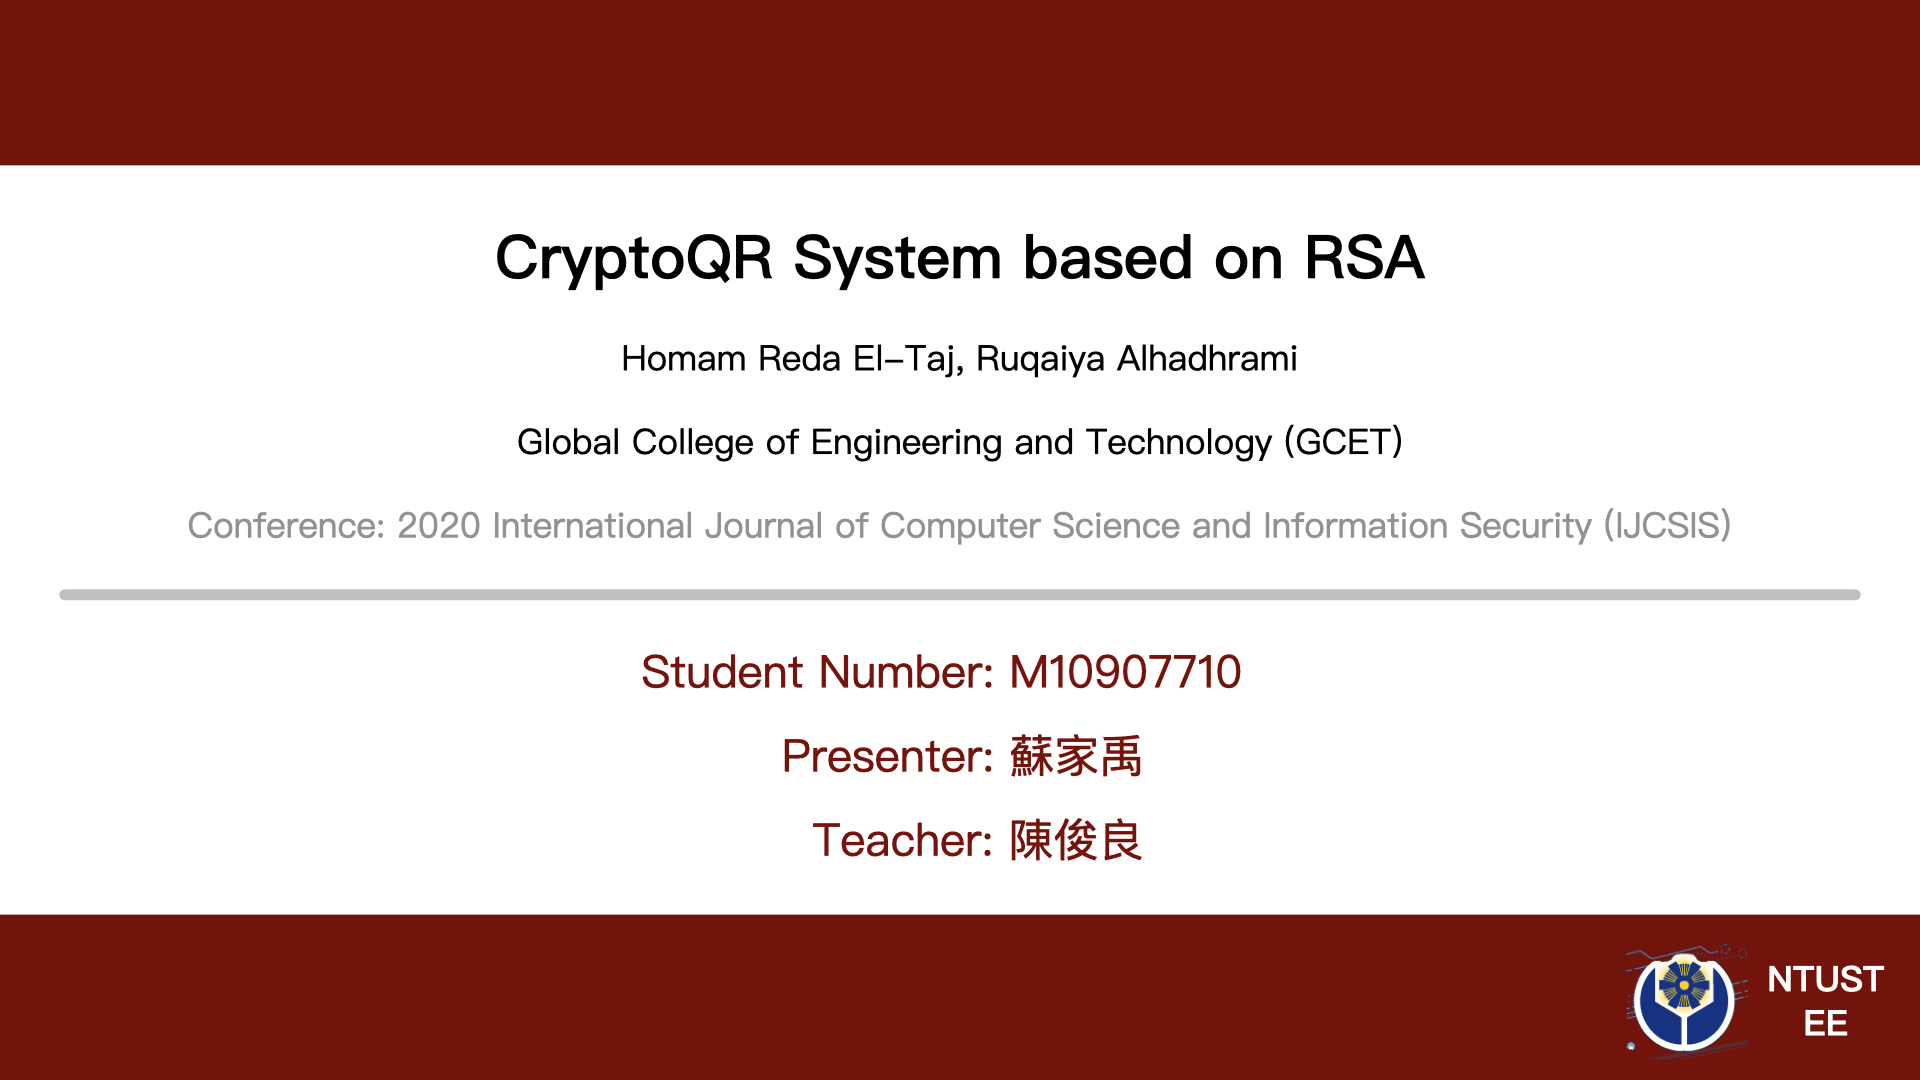 CryptoQR System based on RSA
Homam Reda El-Taj, Ruqaiya Alhadhrami
Global College of Engineering and Technology (GCET)
Conference: 2020 International Journal of Computer Science and Information Security (IJCSIS)
Student Number: M10907710
Presenter: 蘇家禹
Teacher: 陳俊良
NTUST
EE